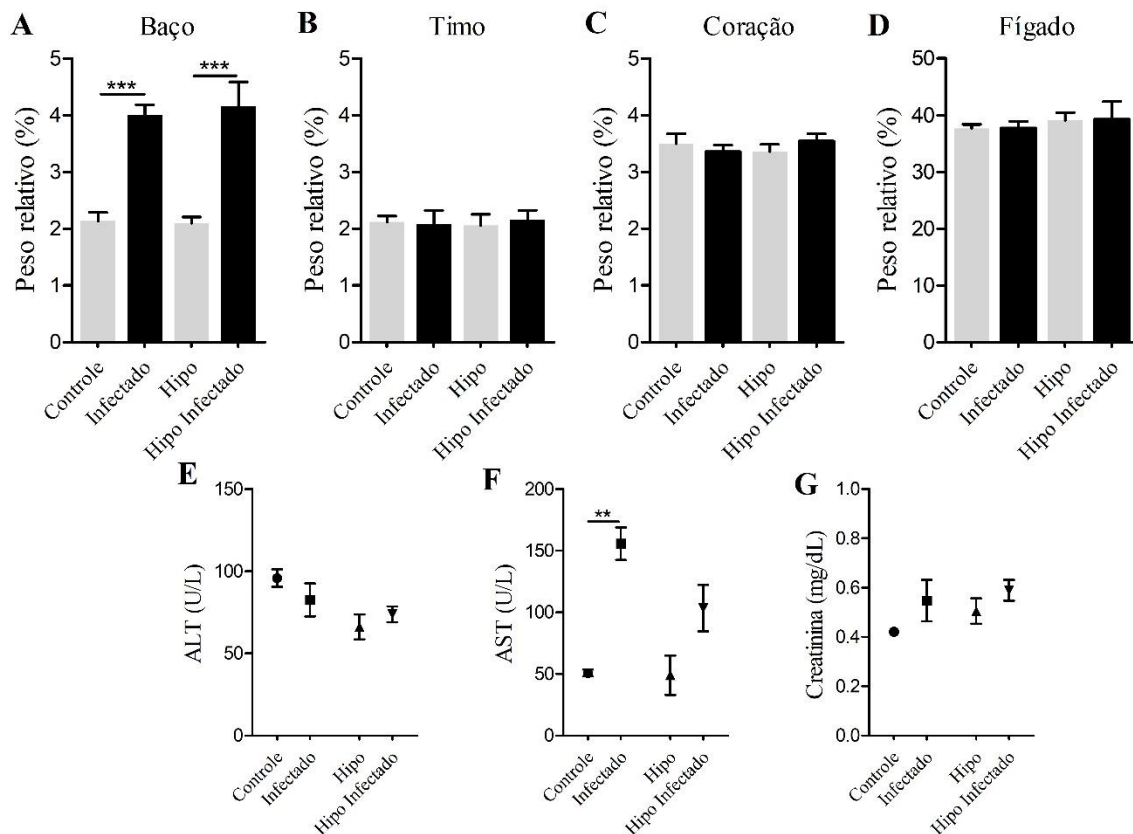 A Baço
Peso relativo (%)
5
4
3
2
1
0
***
***
Controle
Infectado
Hipo
Hipo Infectado
B Timo
Peso relativo (%)
5
4
3
2
1
0
Controle
Infectado
Hipo
Hipo Infectado
C Coração
Peso relativo (%)
5
4
3
2
1
0
Controle
Infectado
Hipo
Hipo Infectado
D Fígado
Peso relativo (%)
50
40
30
20
10
0
Controle
Infectado
Hipo
Hipo Infectado
E
ALT (U/L)
150
100
50
0
Controle
Infectado
Hipo
Hipo Infectado
F
AST (U/L)
200
150
100
50
0
**
Controle
Infectado
Hipo
Hipo Infectado
G
Creatinina (mg/dL)
1.0
0.8
0.6
0.4
0.2
0.0
Controle
Infectado
Hipo
Hipo Infectado